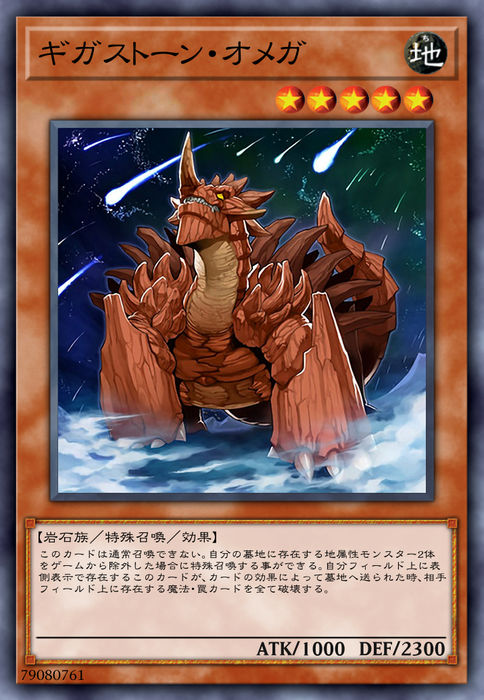 ギガストーン・オメガ
ち
地
【岩石族／特殊召喚／効果】
このカードは通常召喚できない。自分の墓地に存在する地属性モンスター2体
をゲームから除外した場合に特殊召喚する事ができる。自分フィールド上に表
側表示で存在するこのカードが、カードの効果によって墓地へ送られた時、相手
フィールド上に存在する魔法・罠カードを全て破壊する。
ATK/1000 DEF/2300
79080761